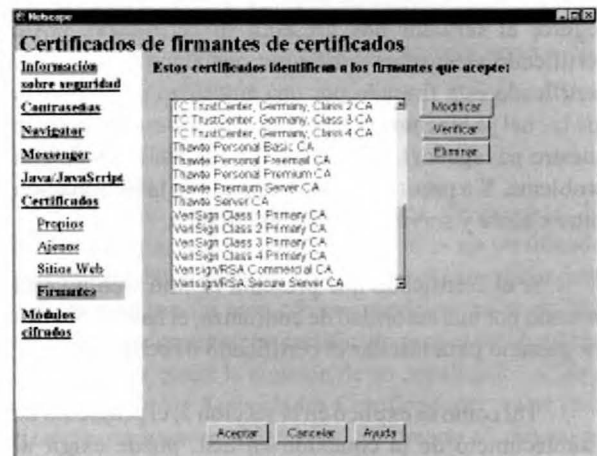 Netscape
Certificados de firmantes de certificados
Información
sobre seguridad
Contraseñas
Navigator
Messenger
Java/JavaScript
Certificados
Propios
Ajenos
Sitios Web
Firmantes
Módulos
cifrados
Estos certificados identifican a los firmantes que acepte:
TC TrustCenter, Germany, Class 2 CA
TC TrustCenter, Germany, Class 3 CA
TC TrustCenter, Germany, Class 4 CA
Thawte Personal Basic CA
Thawte Personal Freemail CA
Thawte Personal Premium CA
Thawte Premium Server CA
Thawte Server CA
VeriSign Class 1 Primary CA
VeriSign Class 2 Primary CA
VeriSign Class 3 Primary CA
VeriSign Class 4 Primary CA
Verisign/RSA Commercial CA
Verisign/RSA Secure Server CA
Modificar
Verificar
Eliminar
Aceptar
Cancelar
Ayuda